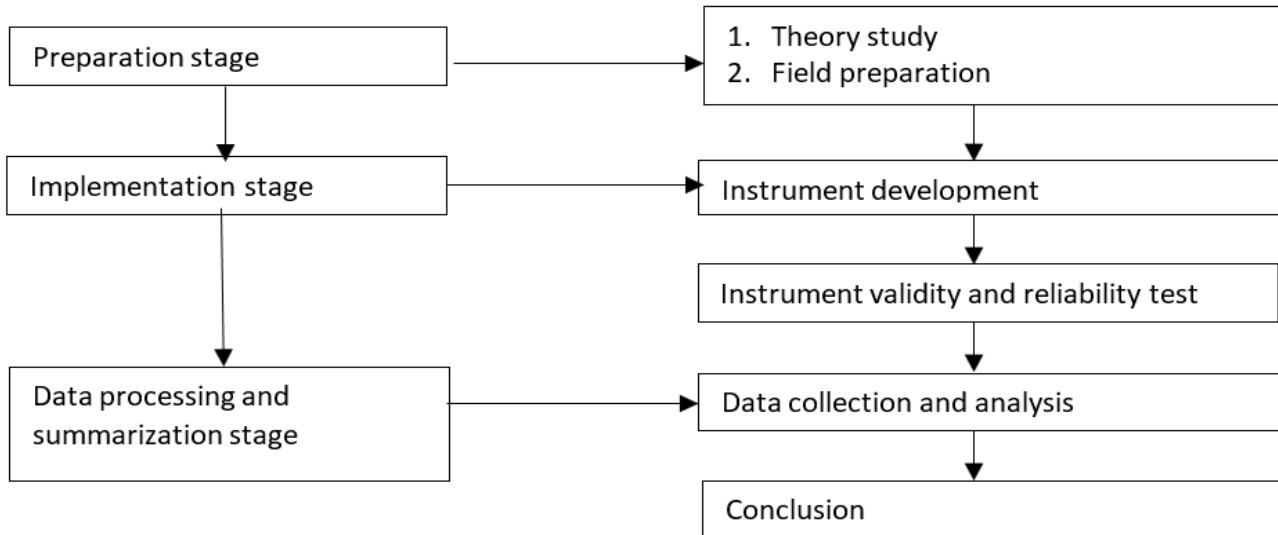 Preparation stage
1. Theory study
2. Field preparation
Implementation stage
Instrument development
Instrument validity and reliability test
Data processing and
summarization stage
Data collection and analysis
Conclusion